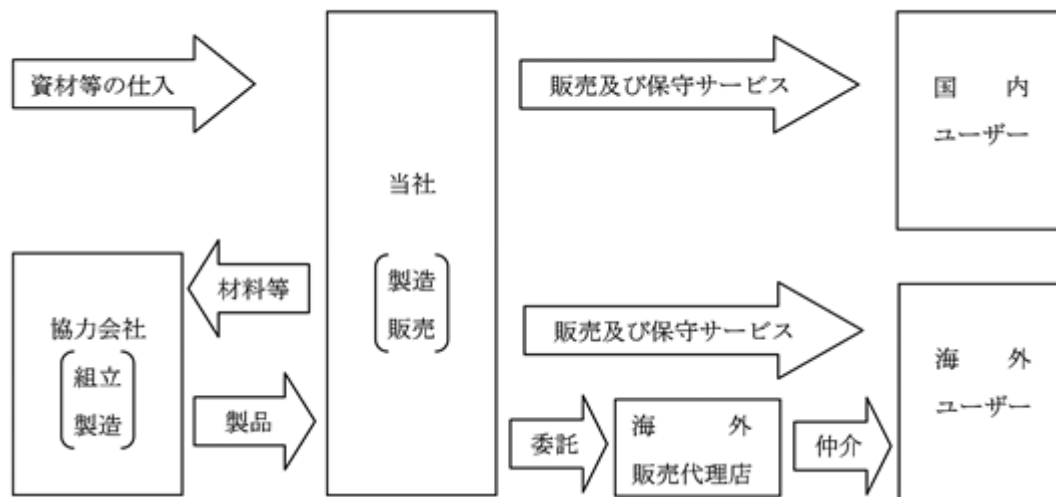 資材等の仕入
販売及び保守サービス
国　　内
ユーザー
当社
製造
販売
材料等
協力会社
組立
製造
製品
販売及び保守サービス
海　　外
ユーザー
委託
海　　外
販売代理店
仲介